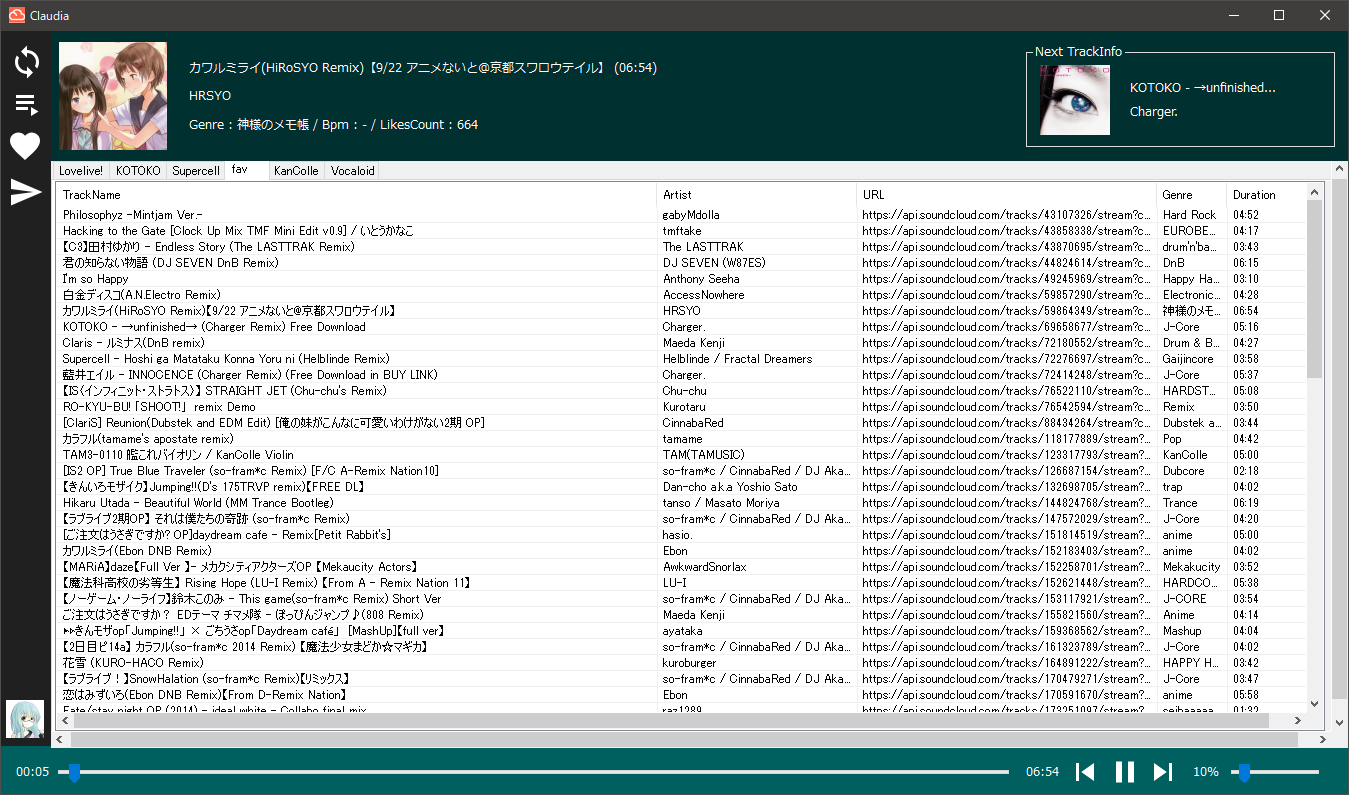 Claudia
カワルミライ(HiRoSYO Remix)【9/22 アニメないと@京都スワロウテイル】 (06:54)
HRSYO
Genre : 神様のメモ帳 / Bpm : - / LikesCount : 664
Next TrackInfo
KOTOKO
KOTOKO - →unfinished...
Charger.
Lovelive! KOTOKO Supercell fav KanColle Vocaloid
TrackName Artist URL Genre Duration
Philosophyz -Mintjam Ver.- gabyMdolla https://api.soundcloud.com/tracks/43107326/stream?c... Hard Rock 04:52
Hacking to the Gate [Clock Up Mix TMF Mini Edit v0.9] / いとうかなこ tmftake https://api.soundcloud.com/tracks/43858338/stream?c... EUROBE... 04:17
【C3】田村ゆかり - Endless Story (The LASTTRAK Remix) The LASTTRAK https://api.soundcloud.com/tracks/43870695/stream?c... drum'n'ba... 03:43
君の知らない物語 (DJ SEVEN DnB Remix) DJ SEVEN (W87ES) https://api.soundcloud.com/tracks/44824614/stream?c... DnB 06:15
I'm so Happy Anthony Seeha https://api.soundcloud.com/tracks/49245969/stream?c... Happy Ha... 03:10
白金ディスコ(A.N.Electro Remix) AccessNowhere https://api.soundcloud.com/tracks/59857290/stream?c... Electronic... 04:28
カワルミライ(HiRoSYO Remix)【9/22 アニメないと@京都スワロウテイル】 HRSYO https://api.soundcloud.com/tracks/59864349/stream?c... 神様のメモ... 06:54
KOTOKO - →unfinished→ (Charger Remix) Free Download Charger. https://api.soundcloud.com/tracks/69658677/stream?c... J-Core 05:16
Claris - ルミナス(DnB remix) Maeda Kenji https://api.soundcloud.com/tracks/72180552/stream?c... Drum & B... 04:27
Supercell - Hoshi ga Matataku Konna Yoru ni (Helblinde Remix) Helblinde / Fractal Dreamers https://api.soundcloud.com/tracks/72276697/stream?c... Gaijincore 03:58
藍井エイル - INNOCENCE (Charger Remix) (Free Download in BUY LINK) Charger. https://api.soundcloud.com/tracks/72414248/stream?c... J-Core 05:37
【IS〈インフィニット・ストラトス〉】 STRAIGHT JET (Chu-chu's Remix) Chu-chu https://api.soundcloud.com/tracks/76522110/stream?c... HARDST... 05:08
RO-KYU-BU! 「SHOOT!」 remix Demo Kurotaru https://api.soundcloud.com/tracks/76542594/stream?c... Remix 03:50
[ClariS] Reunion(Dubstek and EDM Edit) [俺の妹がこんなに可愛いわけがない2期 OP] CinnabaRed https://api.soundcloud.com/tracks/88434264/stream?c... Dubstek a... 03:44
カラフル(tamame's apostate remix) tamame https://api.soundcloud.com/tracks/118177889/stream?... Pop 04:42
TAM3-0110 艦これバイオリン / KanColle Violin TAM(TAMUSIC) https://api.soundcloud.com/tracks/123317793/stream?... KanColle 05:00
[IS2 OP] True Blue Traveler (so-fram*c Remix) [F/C A-Remix Nation10] so-fram*c / CinnabaRed / DJ Aka... https://api.soundcloud.com/tracks/126687154/stream?... Dubcore 02:18
【きんいろモザイク】Jumping!!(D's 175TRVP remix)【FREE DL】 Dan-cho a.k.a Yoshio Sato https://api.soundcloud.com/tracks/132698705/stream?... trap 04:02
Hikaru Utada - Beautiful World (MM Trance Bootleg) tanso / Masato Moriya https://api.soundcloud.com/tracks/144824768/stream?... Trance 06:19
【ラブライブ2期OP】 それは僕たちの奇跡 (so-fram*c Remix) so-fram*c / CinnabaRed / DJ Aka... https://api.soundcloud.com/tracks/147572029/stream?... J-Core 04:20
[ご注文はうさぎですか? OP]daydream cafe - Remix[Petit Rabbit's] hasio. https://api.soundcloud.com/tracks/151814519/stream?... anime 05:00
カワルミライ(Ebon DNB Remix) Ebon https://api.soundcloud.com/tracks/152183403/stream?... anime 04:02
【MARiA】daze【Full Ver 】- メカクシティアクターズOP 【Mekaucity Actors】 AwkwardSnorlax https://api.soundcloud.com/tracks/152258701/stream?... Mekakucity 03:52
【魔法科高校の劣等生】 Rising Hope (LU-I Remix) 【From A - Remix Nation 11】 LU-I https://api.soundcloud.com/tracks/152621448/stream?... HARDCO... 05:38
【ノーゲーム・ノーライフ】鈴木このみ - This game(so-fram*c Remix) Short Ver so-fram*c / CinnabaRed / DJ Aka... https://api.soundcloud.com/tracks/153117921/stream?... J-CORE 03:54
ご注文はうさぎですか？ EDテーマ チマメ隊 - ぽっぴんジャンプ♪(808 Remix) Maeda Kenji https://api.soundcloud.com/tracks/155821560/stream?... Anime 04:14
▶▶きんモザop「Jumping!!」 × ごちうさop「Daydream café」 [MashUp]【full ver】 ayataka https://api.soundcloud.com/tracks/159368562/stream?... Mashup 04:04
【2日目ピ14a】 カラフル(so-fram*c 2014 Remix) 【魔法少女まどか☆マギカ】 so-fram*c / CinnabaRed / DJ Aka... https://api.soundcloud.com/tracks/161323789/stream?... J-Core 04:02
花雪 (KURO-HACO Remix) kuroburger https://api.soundcloud.com/tracks/164891222/stream?... HAPPY H... 03:42
【ラブライブ！】SnowHalation (so-fram*c Remix)【リミックス】 so-fram*c / CinnabaRed / DJ Aka... https://api.soundcloud.com/tracks/170479271/stream?... J-Core 03:47
恋はみずいろ(Ebon DNB Remix)【From D-Remix Nation】 Ebon https://api.soundcloud.com/tracks/170591670/stream?... anime 05:58
Fate/stay night OP (2014) - ideal white - Collabo final mix raz1289 https://api.soundcloud.com/tracks/173251097/stream?... seibaaaaa 01:32
00:05 06:54 10%